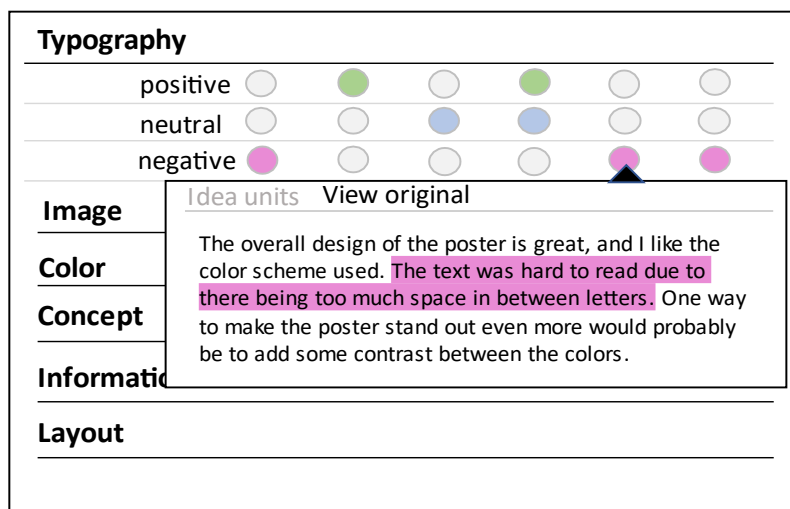 Typography
positive
neutral
negative
Idea units View original
Image
The overall design of the poster is great, and I like the
color scheme used. The text was hard to read due to
Color
there being too much space in between letters. One way
Concept
to make the poster stand out even more would probably
be to add some contrast between the colors.
Informatio
Layout